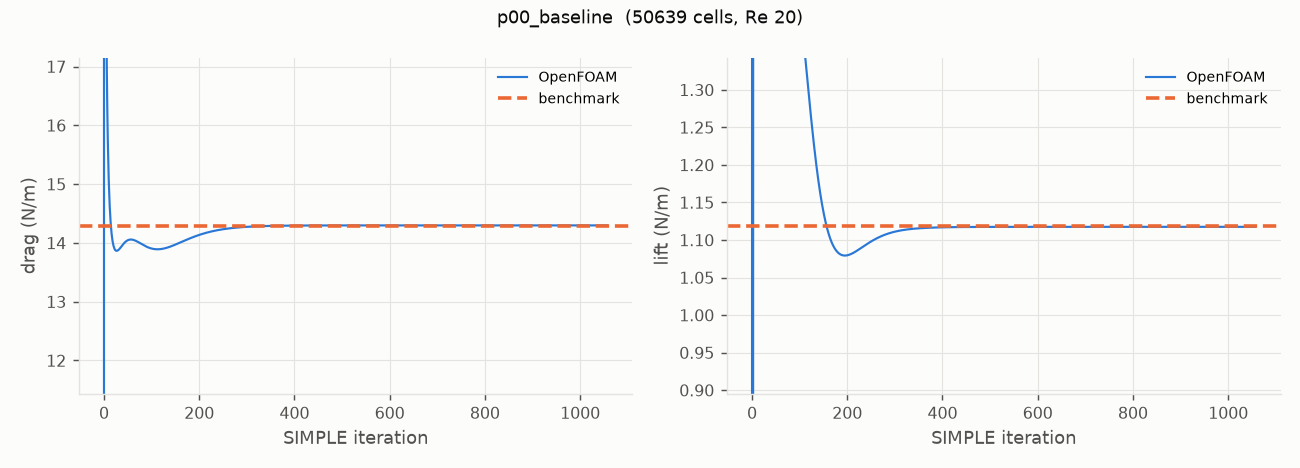 p00_baseline  (50639 cells, Re 20)
17
16
15
14
13
12
drag (N/m)
0 200 400 600 800 1000
SIMPLE iteration
OpenFOAM
benchmark
1.30
1.25
1.20
1.15
1.10
1.05
1.00
0.95
0.90
lift (N/m)
0 200 400 600 800 1000
SIMPLE iteration
OpenFOAM
benchmark